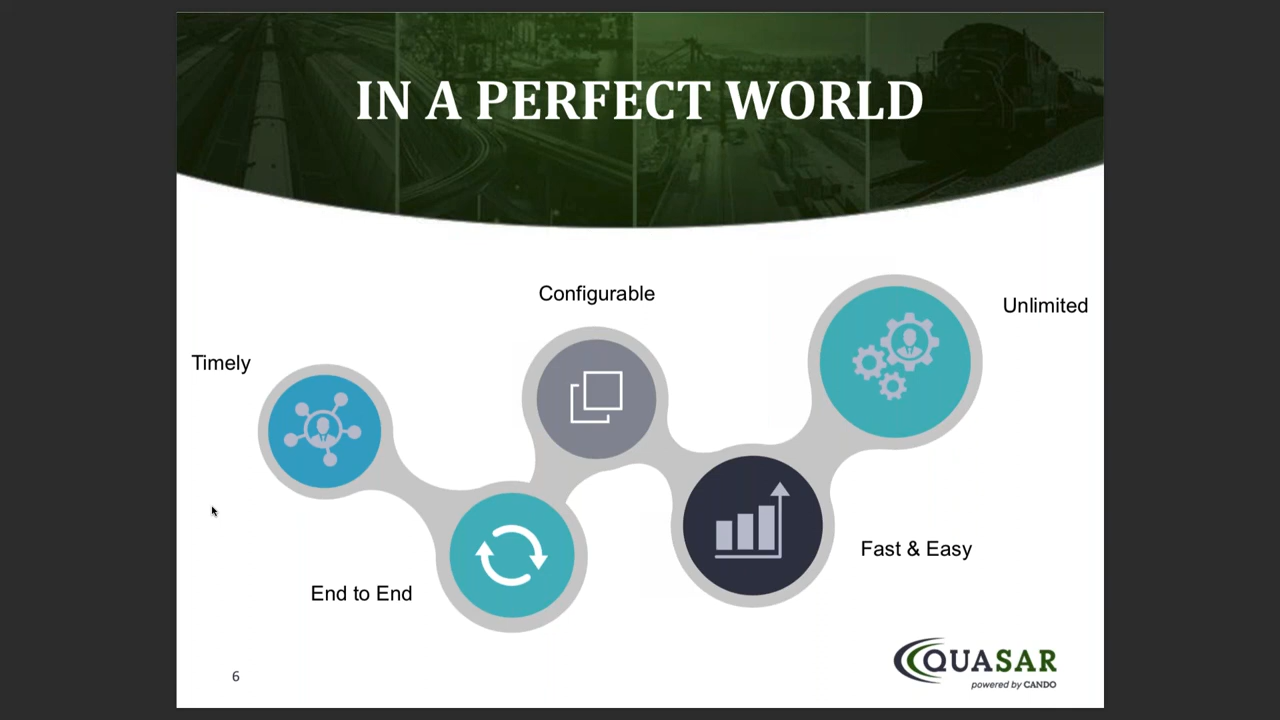 IN A PERFECT WORLD
Configurable
Unlimited
Timely
Fast & Easy
End to End
6
QUASAR
powered by CANDO